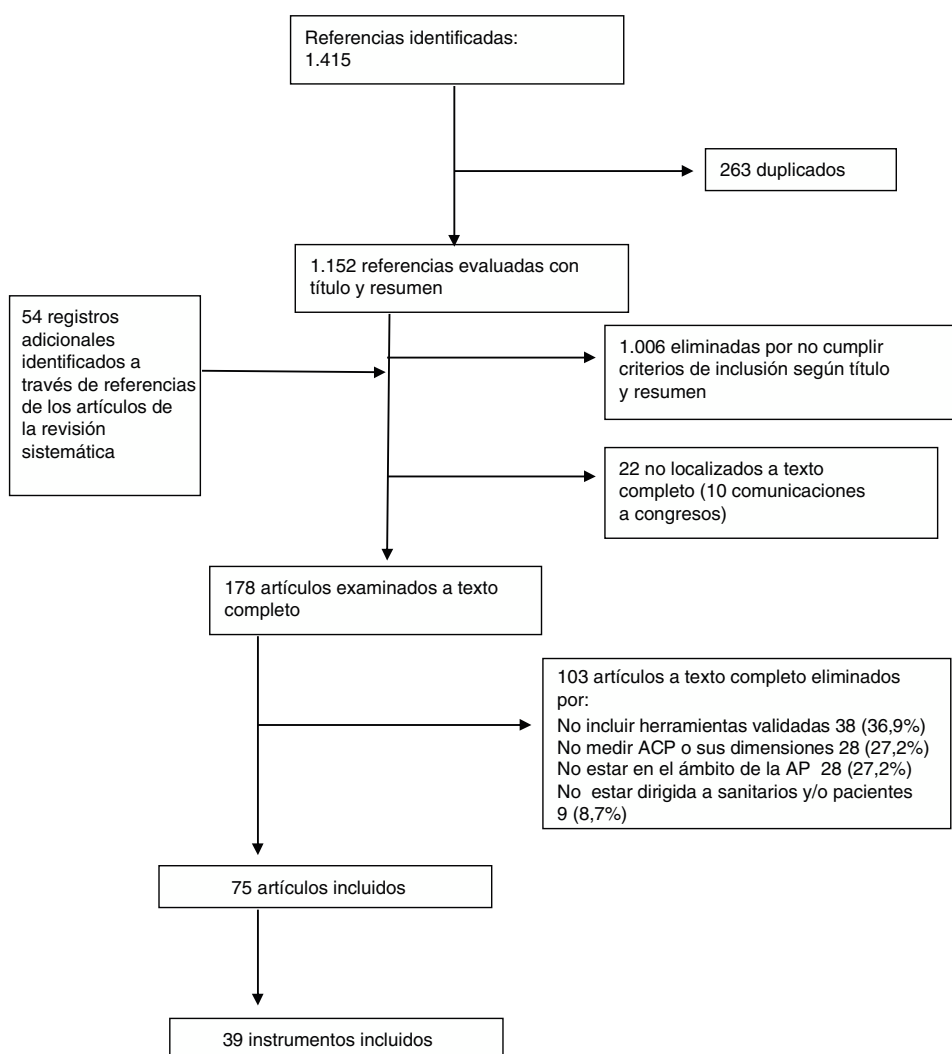 Referencias identificadas:
1.415
263 duplicados
1.152 referencias evaluadas con
título y resumen
54 registros
adicionales
identificados a
través de referencias
de los artículos de
la revisión
sistemática
1.006 eliminadas por no cumplir
criterios de inclusión según título
y resumen
22 no localizados a texto
completo (10 comunicaciones
a congresos)
178 artículos examinados a texto
completo
103 artículos a texto completo eliminados
por:
No incluir herramientas validadas 38 (36,9%)
No medir ACP o sus dimensiones 28 (27,2%)
No estar en el ámbito de la AP 28 (27,2%)
No estar dirigida a sanitarios y/o pacientes
9 (8,7%)
75 artículos incluidos
39 instrumentos incluidos